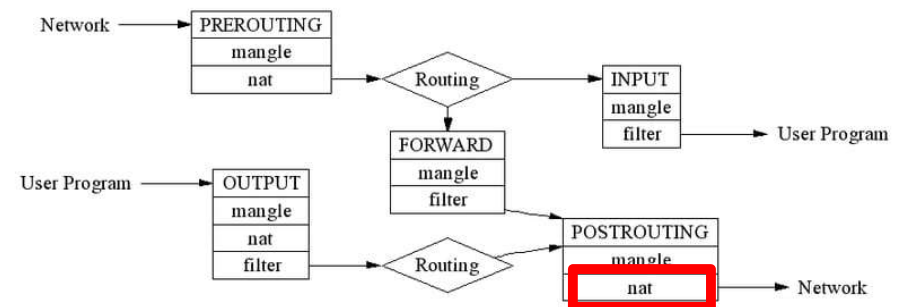 Network
PREROUTING
mangle
nat
Routing
INPUT
mangle
filter
User Program
FORWARD
mangle
filter
User Program
OUTPUT
mangle
nat
filter
Routing
POSTROUTING
mangle
nat
Network